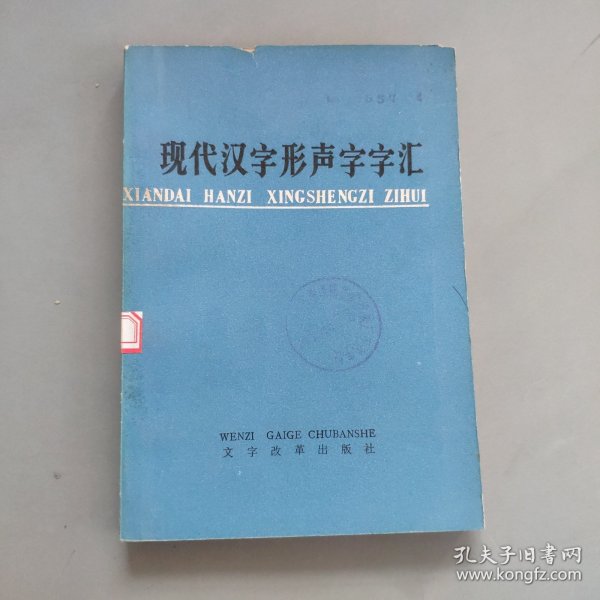 现代汉字形声字字汇
XIANDAI HANZI XINGSHENGZI ZIHUI
WENZI GAIGE CHUBANSHE
文字改革出版社
孔夫子旧書网
www.kongfz.com